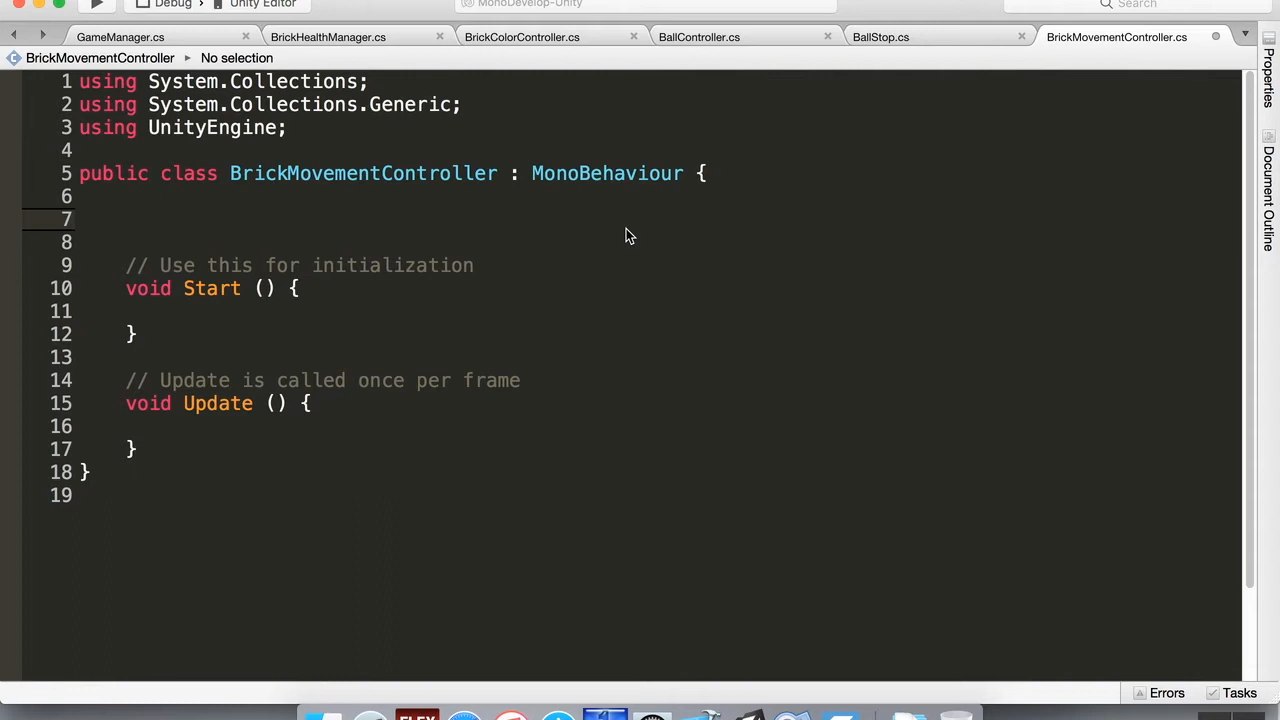 Debug
Unity Editor
MonoDevelop-Unity
Search
GameManager.cs
BrickHealthManager.cs
BrickColorController.cs
BallController.cs
BallStop.cs
BrickMovementController.cs
BrickMovementController
No selection
1 using System.Collections;
2 using System.Collections.Generic;
3 using UnityEngine;
4
5 public class BrickMovementController : MonoBehaviour {
6
7
8
9 // Use this for initialization
10 void Start () {
11
12 }
13
14 // Update is called once per frame
15 void Update () {
16
17 }
18 }
19
Properties
Document Outline
Errors
Tasks
FLEX